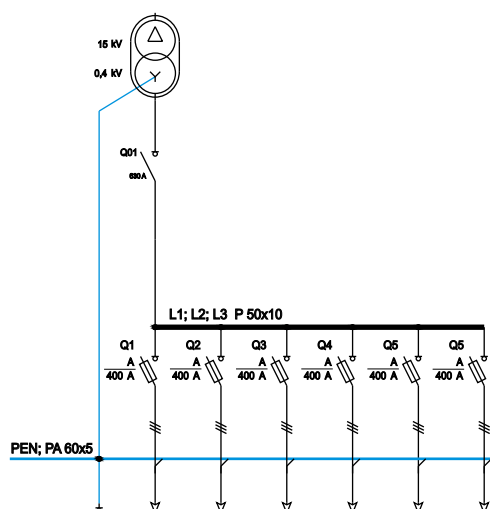 15 kV
0,4 kV
Q01
630 A
L1; L2; L3 P 50x10
Q1 Q2 Q3 Q4 Q5 Q5
A A A A A A
400 A 400 A 400 A 400 A 400 A 400 A
PEN; PA 60x5